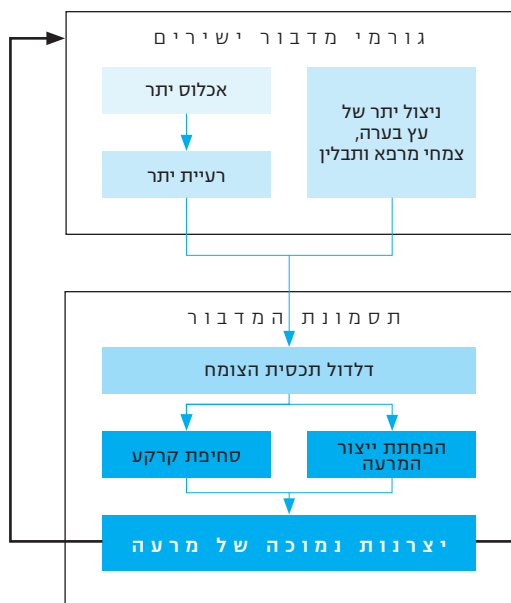 גורמי מדבור ישירים
אכלוס יתר
רעיית יתר
ניצול יתר של
עץ בערה,
צמחי מרפא ותבלין
תסמונת המדבור
דלדול תכסית הצומח
הפחתת ייצור
המרעה
סחיפת קרקע
יצרנות נמוכה של מרעה